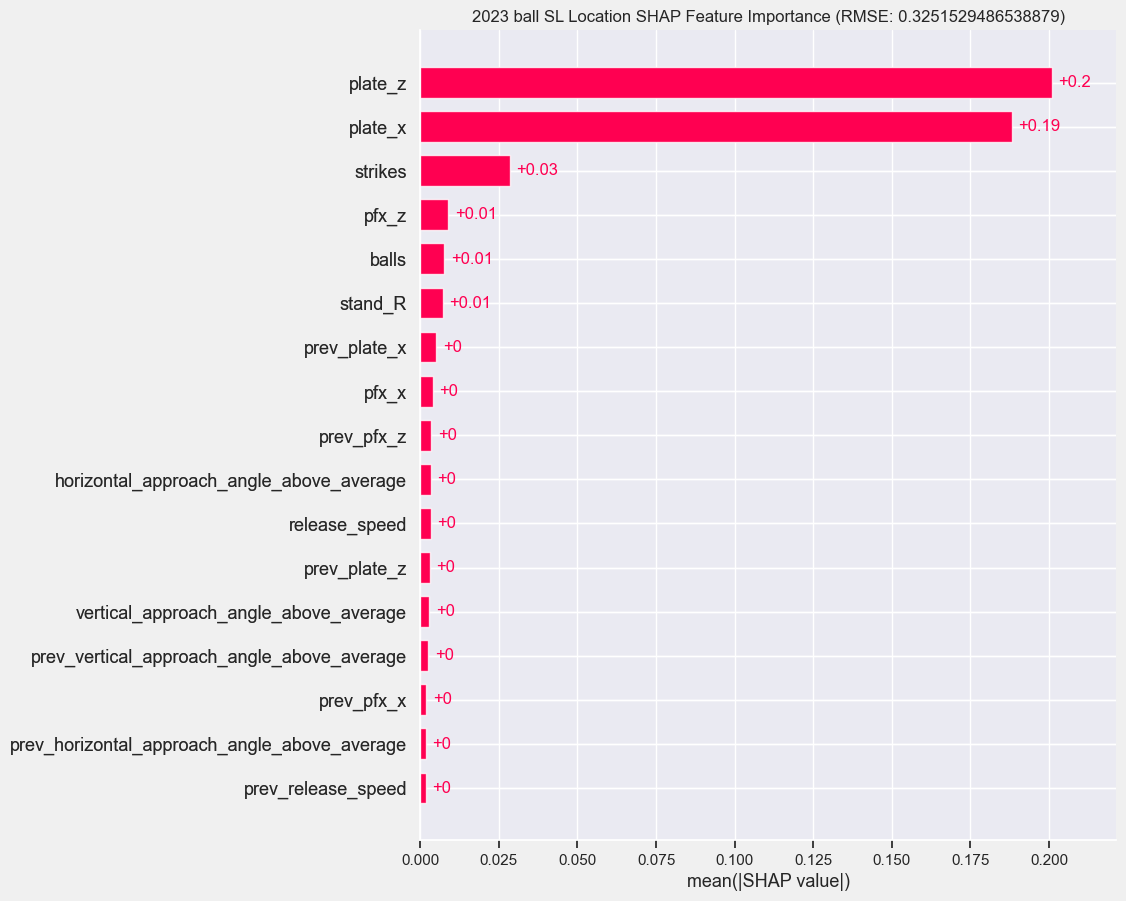 2023 ball SL Location SHAP Feature Importance (RMSE: 0.3251529486538879)
plate_z +0.2
plate_x +0.19
strikes +0.03
pfx_z +0.01
balls +0.01
stand_R +0.01
prev_plate_x +0
pfx_x +0
prev_pfx_z +0
horizontal_approach_angle_above_average +0
release_speed +0
prev_plate_z +0
vertical_approach_angle_above_average +0
prev_vertical_approach_angle_above_average +0
prev_pfx_x +0
prev_horizontal_approach_angle_above_average +0
prev_release_speed +0
0.000 0.025 0.050 0.075 0.100 0.125 0.150 0.175 0.200
mean(|SHAP value|)